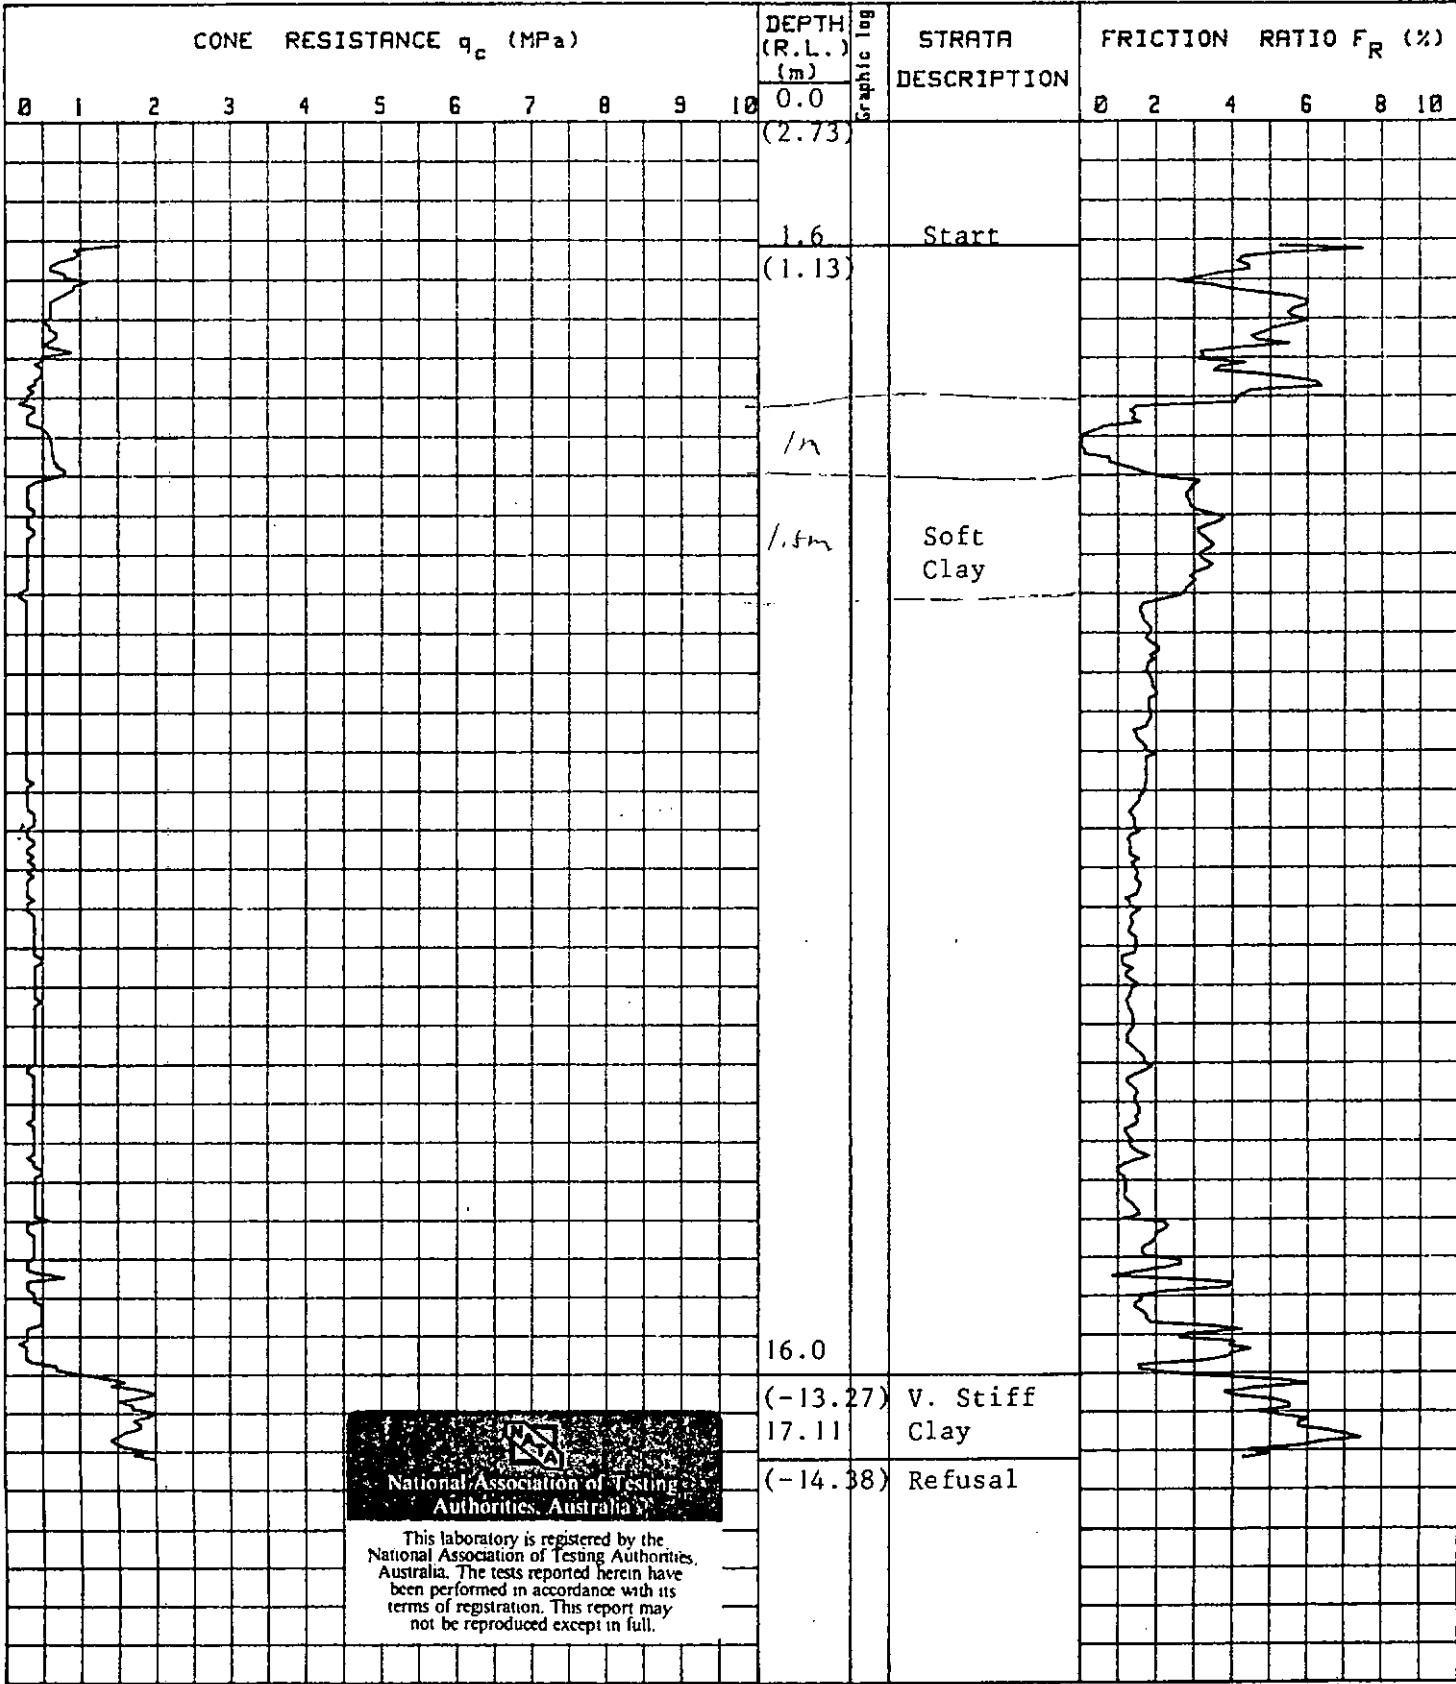 CONE RESISTANCE qc (MPa)
DEPTH
(R.L.)
(m)
0.0
Graphic log
STRATA
DESCRIPTION
FRICTION RATIO FR (%)
0 1 2 3 4 5 6 7 8 9 10
0 2 4 6 8 10
(2.73)
1.6 Start
(1.13)
1m
1.5m
Soft
Clay
16.0
(-13.27) V. Stiff
17.11 Clay
(-14.38) Refusal
NATA
National Association of Testing
Authorities, Australia
This laboratory is registered by the
National Association of Testing Authorities,
Australia. The tests reported herein have
been performed in accordance with its
terms of registration. This report may
not be reproduced except in full.